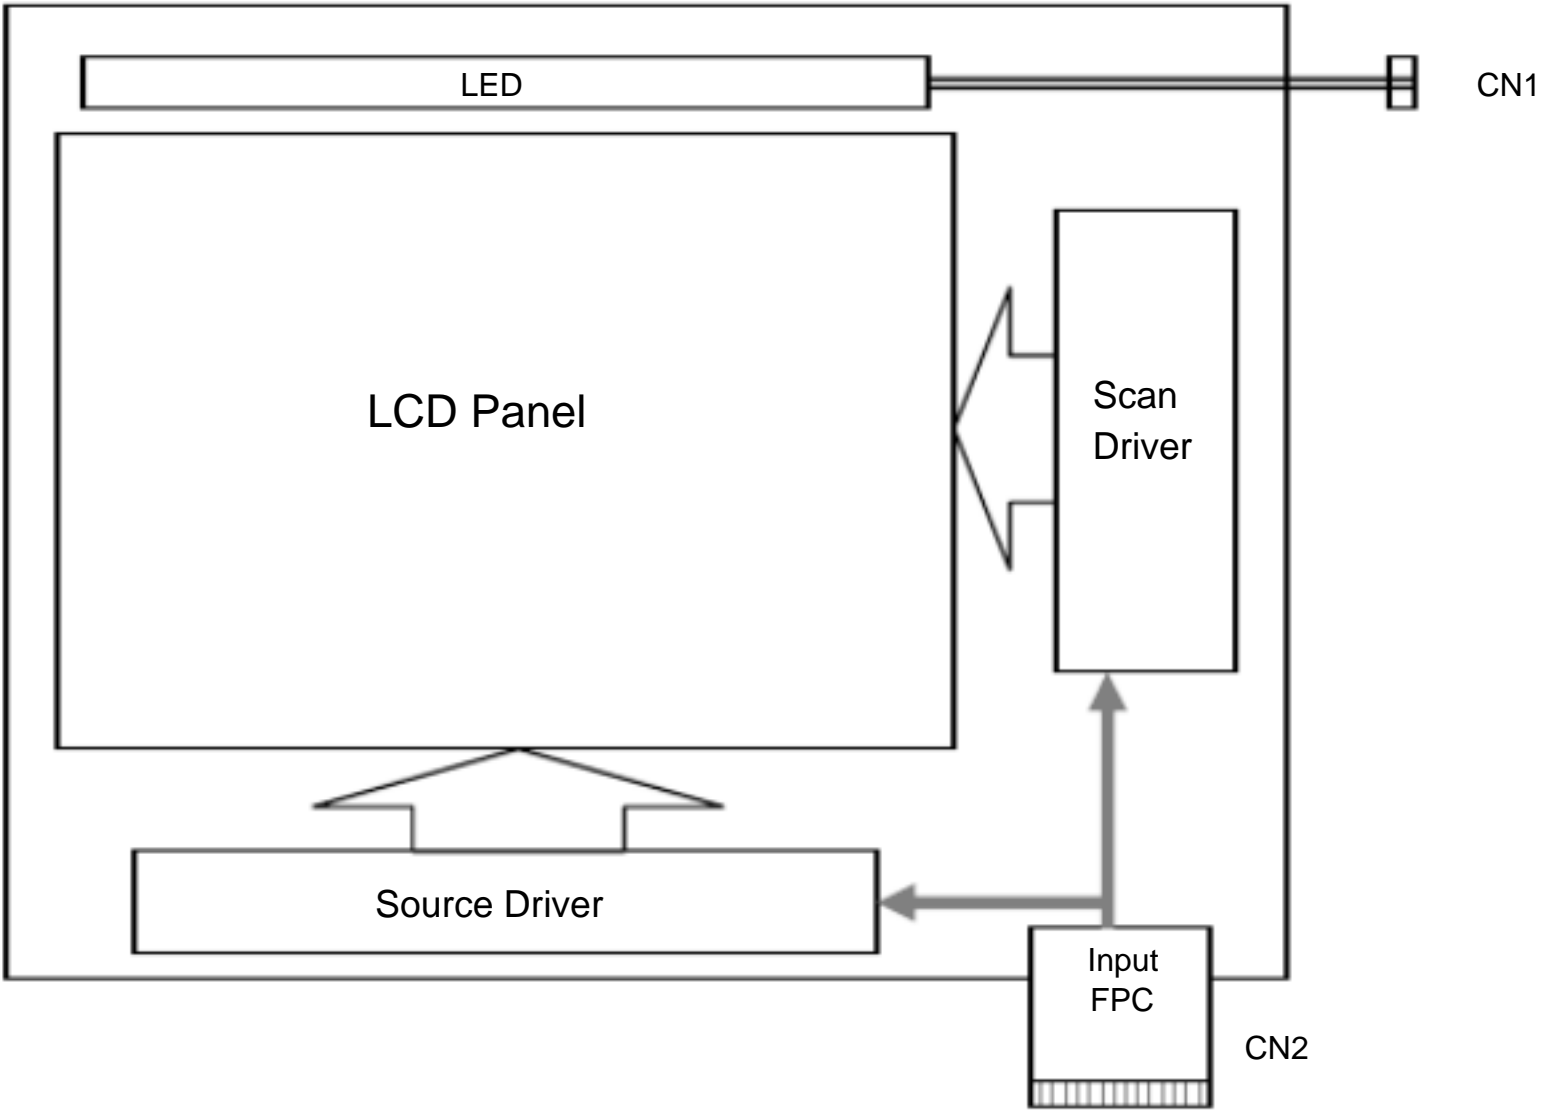 LED
CN1
LCD Panel
Scan
Driver
Source Driver
Input
FPC
CN2